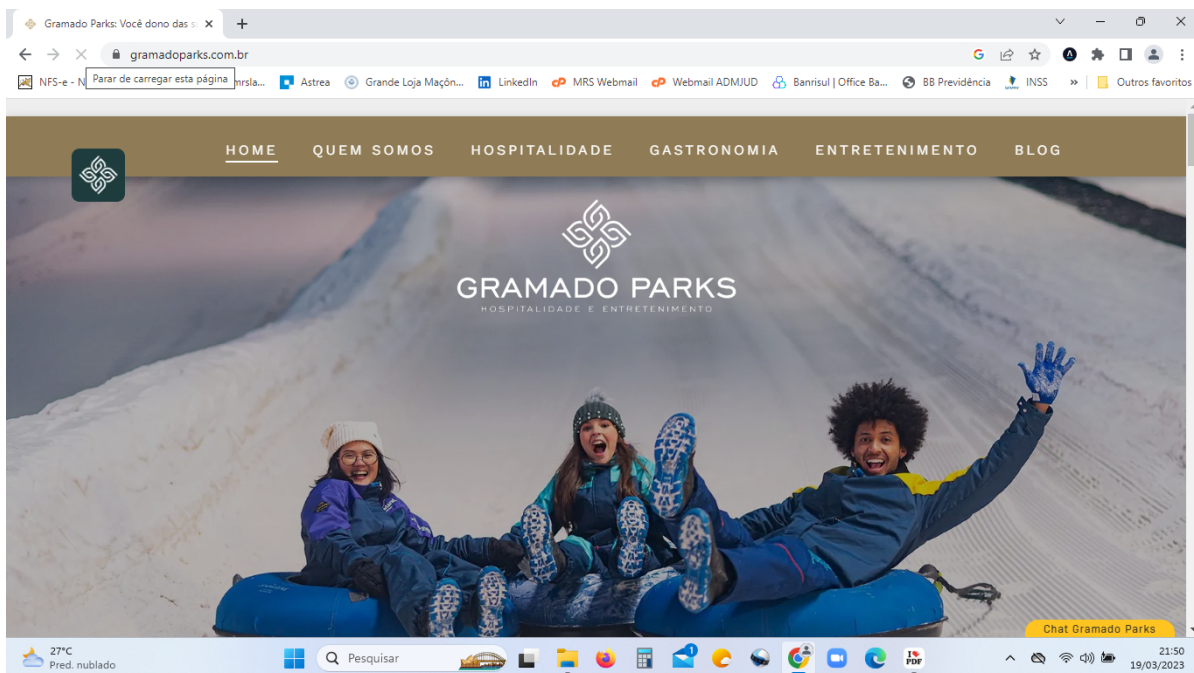 Gramado Parks: Você dono das s
gramadoparks.com.br
G
NFS-e - N
Parar de carregar esta página
mrsla...
Astrea
Grande Loja Maçôn...
LinkedIn
MRS Webmail
Webmail ADMJUD
Banrisul | Office Ba...
BB Previdência
INSS
»
Outros favoritos
HOME QUEM SOMOS HOSPITALIDADE GASTRONOMIA ENTRETENIMENTO BLOG
GRAMADO PARKS
HOSPITALIDADE E ENTRETENIMENTO
Chat Gramado Parks
27°C
Pred. nublado
Pesquisar
I
PDF
21:50
19/03/2023